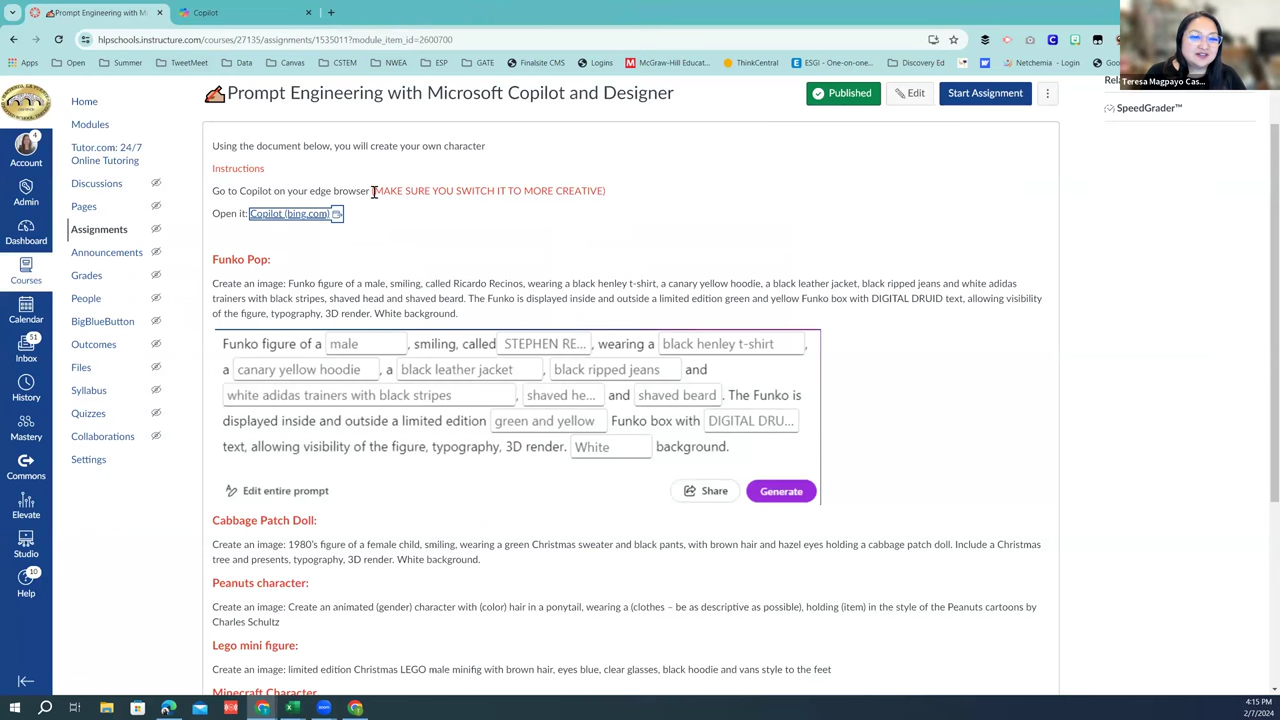 Prompt Engineering with Mi
Copilot
hlpschools.instructure.com/courses/27135/assignments/1535011?module_item_id=2600700
Apps
Open
Summer
TweetMeet
Data
Canvas
CSTEM
NWEA
ESP
GATE
Finalsite CMS
Logins
McGraw-Hill Educati...
ThinkCentral
ESGI - One-on-one...
Discovery Ed
Netchemia - Logon
Goo
Teresa Magpayo Cas...
Prompt Engineering with Microsoft Copilot and Designer
Published
Edit
Start Assignment
Rel
SpeedGrader™
4
Account
Admin
Dashboard
Courses
Calendar
51
Inbox
History
Mastery
Commons
Elevate
Studio
10
Help
Home
Modules
Tutor.com: 24/7
Online Tutoring
Discussions
Pages
Assignments
Announcements
Grades
People
BigBlueButton
Outcomes
Files
Syllabus
Quizzes
Collaborations
Settings
Using the document below, you will create your own character
Instructions
Go to Copilot on your edge browser (MAKE SURE YOU SWITCH IT TO MORE CREATIVE)
Open it: Copilot (bing.com)
Funko Pop:
Create an image: Funko figure of a male, smiling, called Ricardo Recinos, wearing a black henley t-shirt, a canary yellow hoodie, a black leather jacket, black ripped jeans and white adidas
trainers with black stripes, shaved head and shaved beard. The Funko is displayed inside and outside a limited edition green and yellow Funko box with DIGITAL DRUID text, allowing visibility
of the figure, typography, 3D render. White background.
Funko figure of a male, smiling, called STEPHEN RE..., wearing a black henley t-shirt,
a canary yellow hoodie, a black leather jacket, black ripped jeans and
white adidas trainers with black stripes, shaved he... and shaved beard. The Funko is
displayed inside and outside a limited edition green and yellow Funko box with DIGITAL DRU...
text, allowing visibility of the figure, typography, 3D render. White background.
Edit entire prompt
Share
Generate
Cabbage Patch Doll:
Create an image: 1980's figure of a female child, smiling, wearing a green Christmas sweater and black pants, with brown hair and hazel eyes holding a cabbage patch doll. Include a Christmas
tree and presents, typography, 3D render. White background.
Peanuts character:
Create an image: Create an animated (gender) character with (color) hair in a ponytail, wearing a (clothes – be as descriptive as possible), holding (item) in the style of the Peanuts cartoons by
Charles Schultz
Lego mini figure:
Create an image: limited edition Christmas LEGO male minifig with brown hair, eyes blue, clear glasses, black hoodie and vans style to the feet
Minecraft Character
4:15 PM
2/7/2024